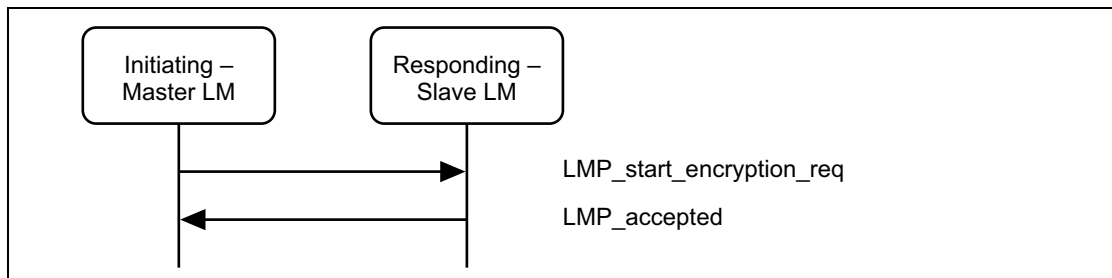 Initiating –
Master LM
Responding –
Slave LM
LMP_start_encryption_req
LMP_accepted